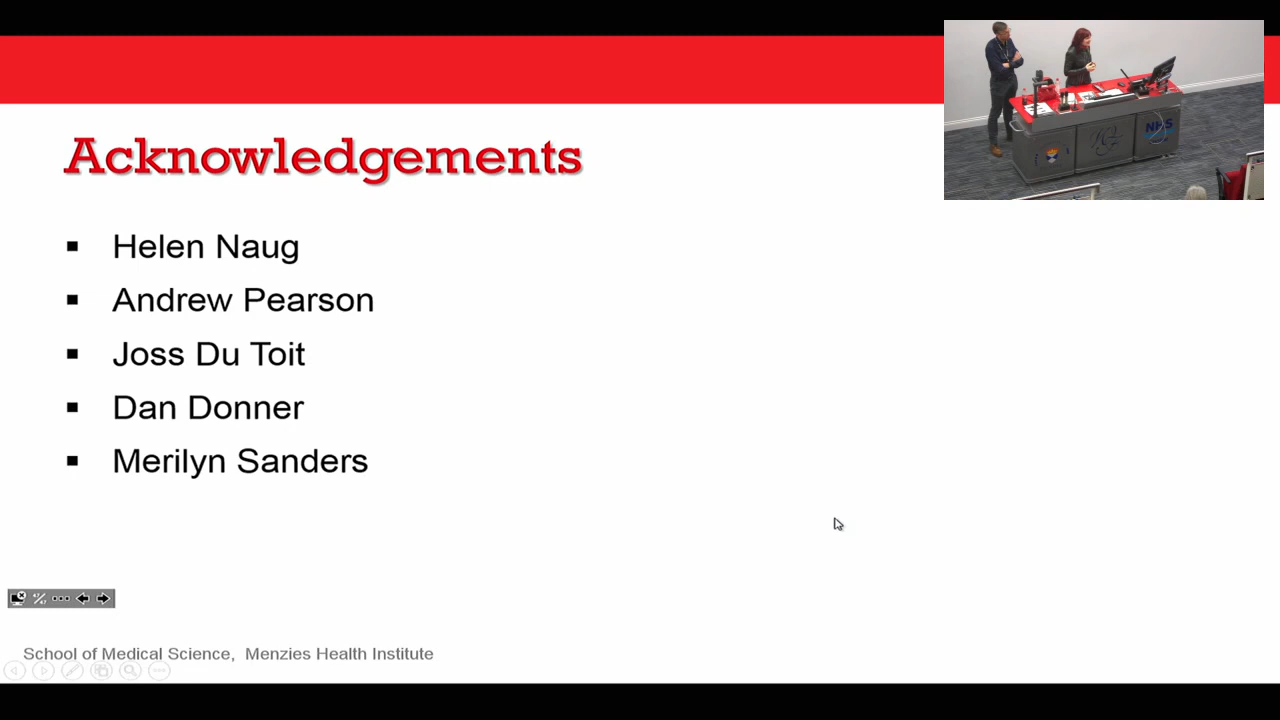 Acknowledgements
▪ Helen Naug
▪ Andrew Pearson
▪ Joss Du Toit
▪ Dan Donner
▪ Merilyn Sanders
School of Medical Science, Menzies Health Institute
NHS